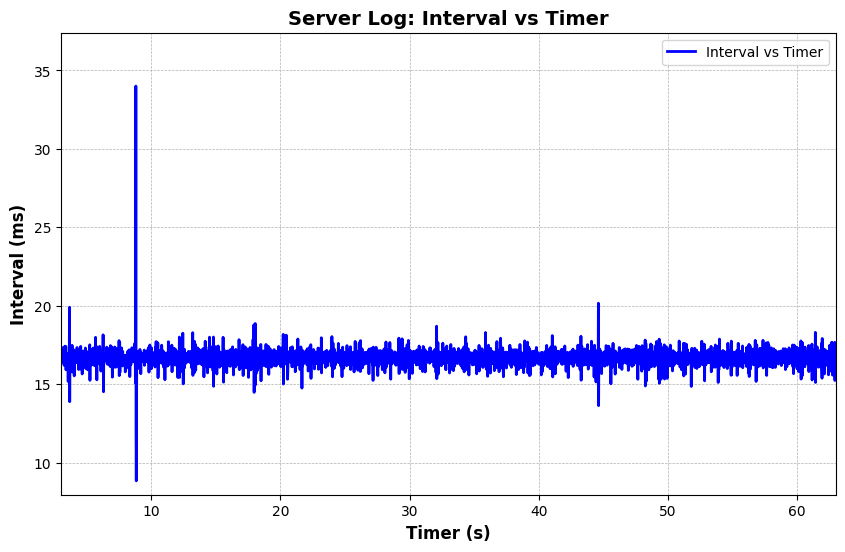 Server Log: Interval vs Timer
Interval vs Timer
35
30
25
20
15
10
Interval (ms)
10 20 30 40 50 60
Timer (s)